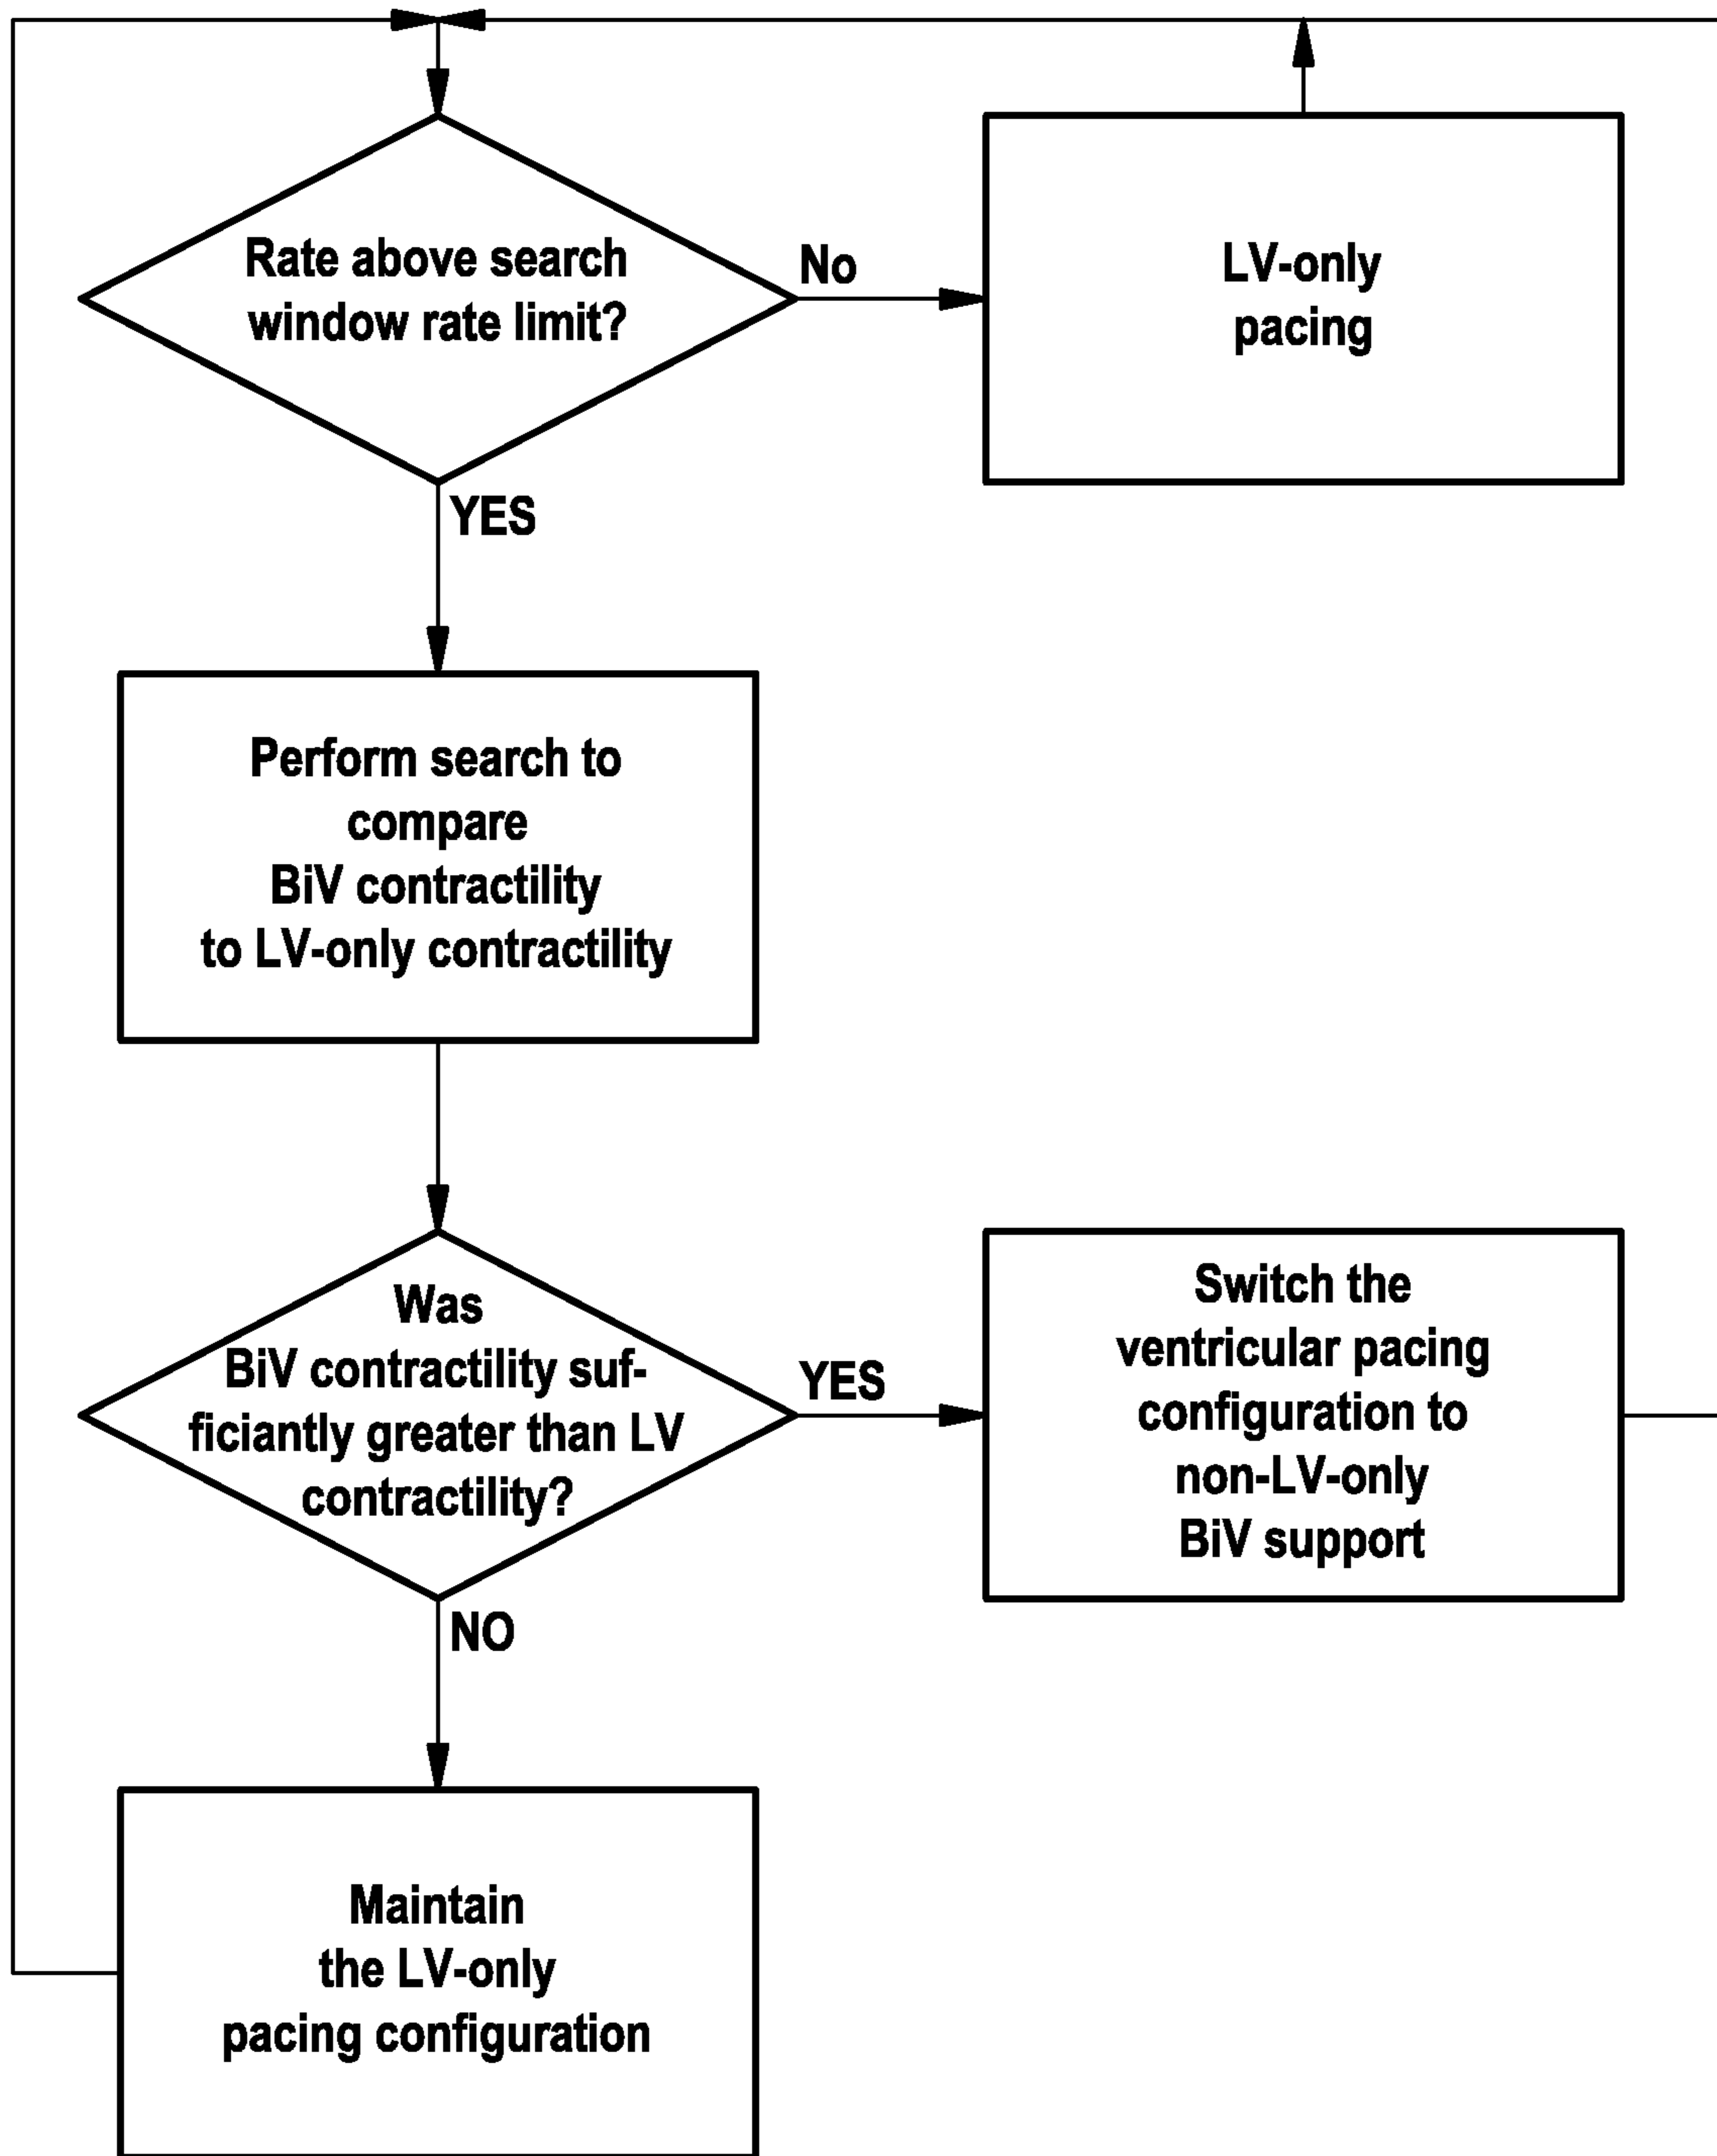 Rate above search
window rate limit?
No
LV-only
pacing
YES
Perform search to
compare
BiV contractility
to LV-only contractility
Was
BiV contractility suf-
ficiantly greater than LV
contractility?
YES
Switch the
ventricular pacing
configuration to
non-LV-only
BiV support
NO
Maintain
the LV-only
pacing configuration